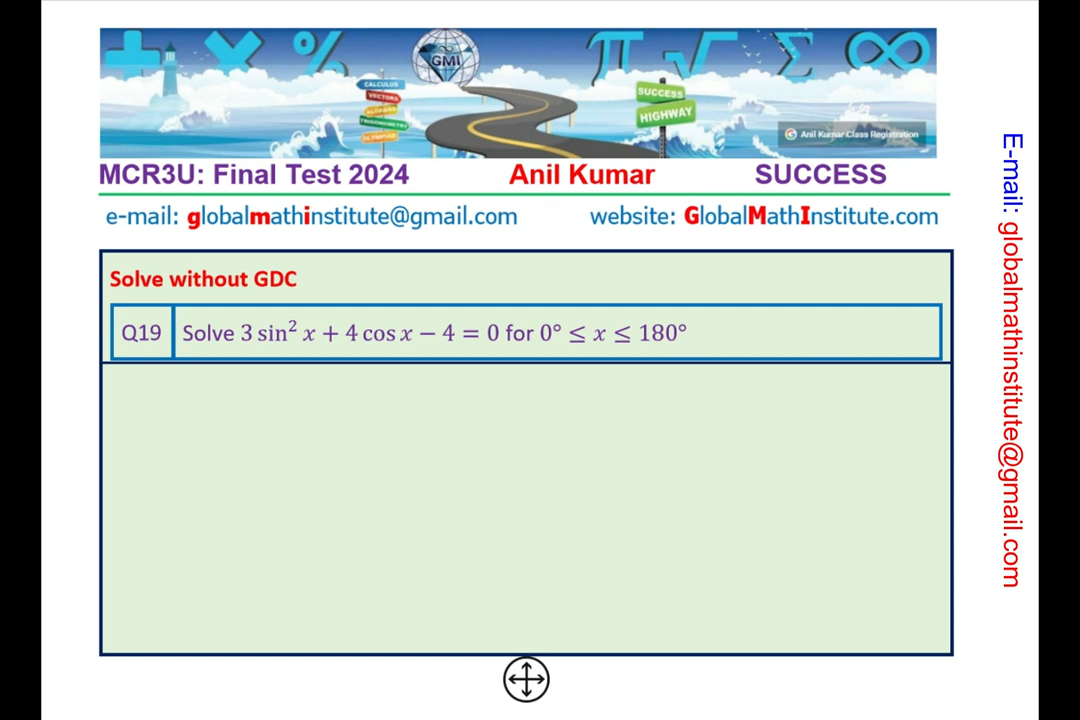 GMI
CALCULUS
VECTORS
ALGEBRA
TRIGONOMETRY
OLYMPIAD
SUCCESS
HIGHWAY
Anil Kumar Class Registration
MCR3U: Final Test 2024 Anil Kumar SUCCESS
e-mail: globalmathinstitute@gmail.com website: GlobalMathInstitute.com
Solve without GDC
Q19 Solve 3 sin² x + 4 cos x − 4 = 0 for 0° ≤ x ≤ 180°
E-mail: globalmathinstitute@gmail.com